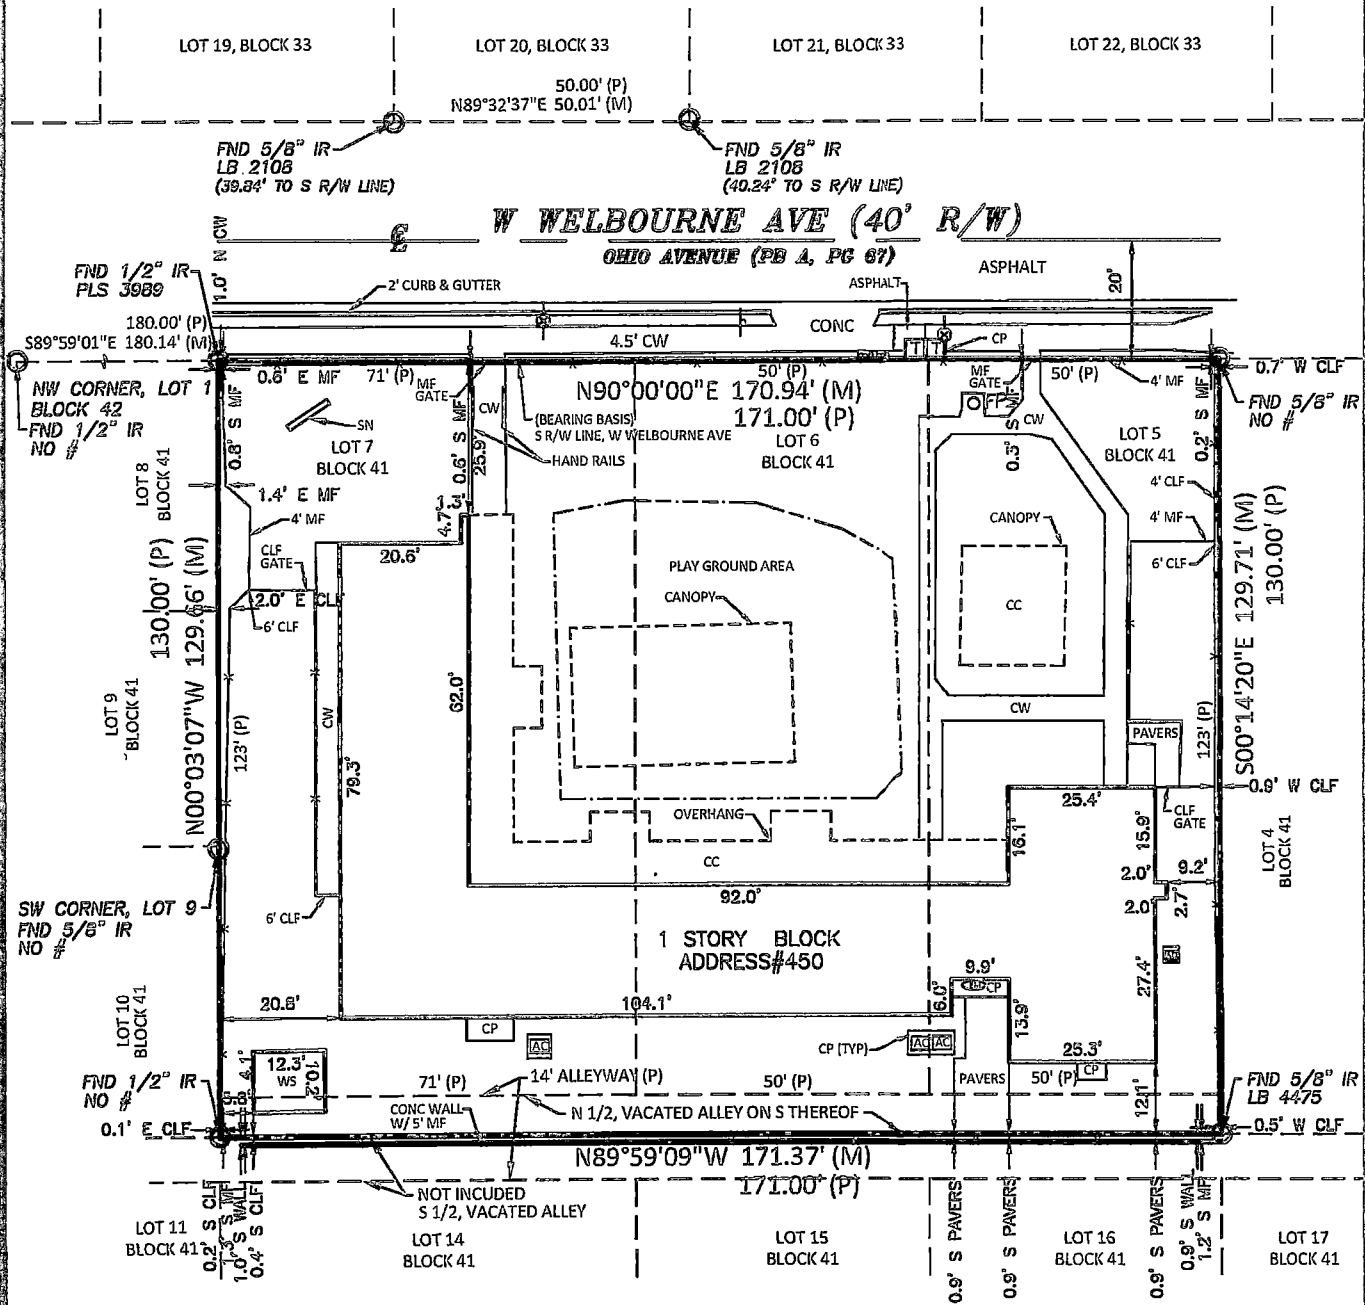 LOT 19, BLOCK 33
LOT 20, BLOCK 33
LOT 21, BLOCK 33
LOT 22, BLOCK 33
50.00' (P)
N89°32'37"E 50.01' (M)
FND 5/8" IR
LB 2108
(39.84' TO S R/W LINE)
FND 5/8" IR
LB 2108
(40.24' TO S R/W LINE)
1.0' N CW
W WELBOURNE AVE (40' R/W)
OHIO AVENUE (PB A, PG 67)
ASPHALT
20'
FND 1/2" IR
PLS 3989
2' CURB & GUTTER
ASPHALT
180.00' (P)
S89°59'01"E 180.14' (M)
CONC
4.5' CW
CP
T T
0.7' W CLF
NW CORNER, LOT 1
BLOCK 42
FND 1/2" IR
NO #
0.6' E MF
71' (P)
MF
GATE
CW
50' (P)
N90°00'00"E 170.94' (M)
171.00' (P)
MF
GATE
50' (P)
4' MF
FND 5/8" IR
NO #
0.8' S MF
SN
LOT 7
BLOCK 41
0.6' S MF
25.9'
(BEARING BASIS)
S R/W LINE, W WELBOURNE AVE
HAND RAILS
LOT 6
BLOCK 41
FP
0.3' S MF
CW
LOT 5
BLOCK 41
0.2' S MF
LOT 8
BLOCK 41
1.4' E MF
4' MF
1.3'
4.7'
4' CLF
4' MF
6' CLF
CANOPY
CC
CLF
GATE
20.6'
PLAY GROUND AREA
CANOPY
2.0' E CLF
6' CLF
130.00' (P)
N00°03'07"W 129.66' (M)
S00°14'20"E 129.71' (M)
130.00' (P)
LOT 9
BLOCK 41
123' (P)
CW
79.3'
62.0'
CW
PAVERS
123' (P)
OVERHANG
CC
25.4'
16.1'
15.9'
CLF
GATE
0.9' W CLF
LOT 4
BLOCK 41
2.0'
9.2'
2.0'
2.7'
92.0'
SW CORNER, LOT 9
FND 5/8" IR
NO #
6' CLF
1 STORY BLOCK
ADDRESS#450
9.9'
CP
6.0'
13.9'
27.4'
AC
LOT 10
BLOCK 41
20.8'
104.1'
CP
AC
CP (TYP)
AC AC
25.3'
CP
FND 1/2" IR
NO #
4.1'
12.3'
WS
10.2'
71' (P)
14' ALLEYWAY (P)
50' (P)
PAVERS
50' (P)
12.1'
FND 5/8" IR
LB 4475
CONC WALL
W/ 5' MF
N 1/2, VACATED ALLEY ON S THEREOF
0.1' E CLF
0.5' W CLF
N89°59'09"W 171.37' (M)
171.00' (P)
NOT INCUDED
S 1/2, VACATED ALLEY
LOT 11
BLOCK 41
0.2' S CLF
1.0' S WALL
0.4' S CLF
LOT 14
BLOCK 41
LOT 15
BLOCK 41
0.9' S PAVERS
0.9' S PAVERS
LOT 16
BLOCK 41
0.9' S PAVERS
0.9' S WALL
1.2' S MF
LOT 17
BLOCK 41